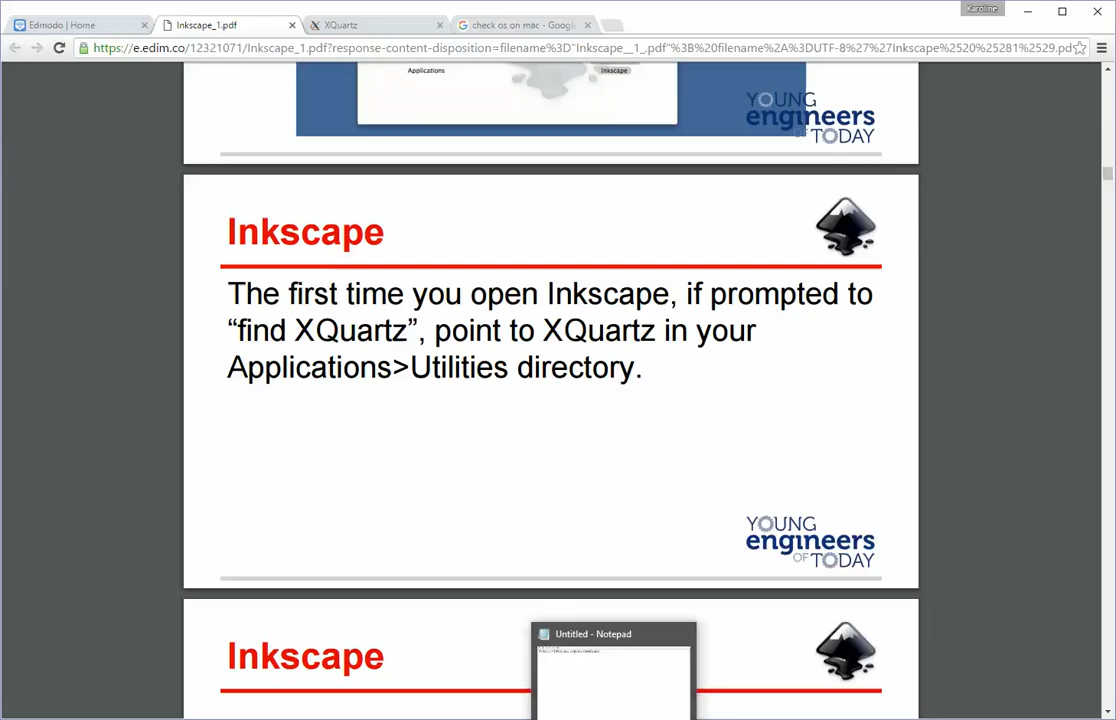 Karoline
Edmodo | Home
Inkscape_1.pdf
XQuartz
check os on mac - Googl
https://e.edim.co/12321071/Inkscape_1.pdf?response-content-disposition=filename%3D"Inkscape__1_.pdf"%3B%20filename%2A%3DUTF-8%27%27Inkscape%2520%25281%2529.pd
Applications
Inkscape
YOUNG
engineers
OF TODAY
Inkscape
The first time you open Inkscape, if prompted to
“find XQuartz”, point to XQuartz in your
Applications>Utilities directory.
YOUNG
engineers
OF TODAY
Inkscape
Untitled - Notepad